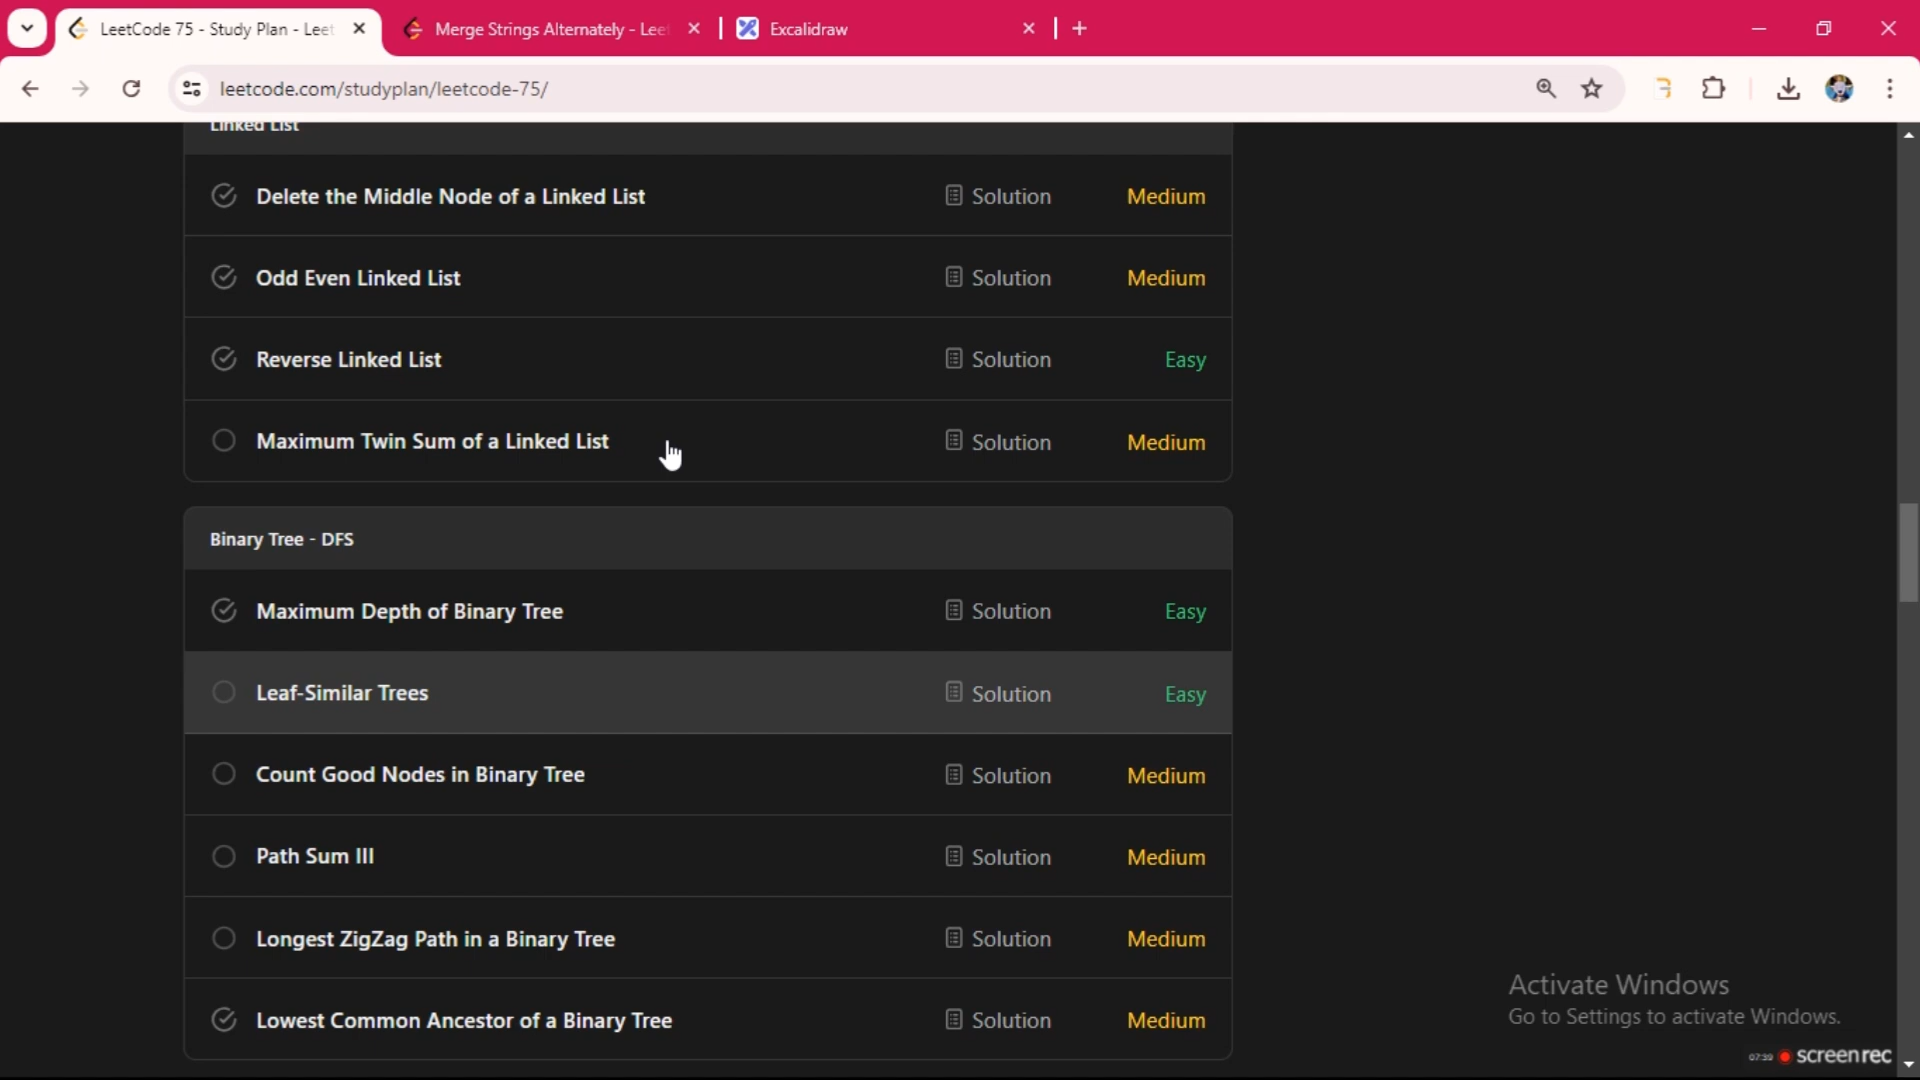 LeetCode 75 - Study Plan - Leet
Merge Strings Alternately - Lee
Excalidraw
leetcode.com/studyplan/leetcode-75/
Linked List
Delete the Middle Node of a Linked List Solution Medium
Odd Even Linked List Solution Medium
Reverse Linked List Solution Easy
Maximum Twin Sum of a Linked List Solution Medium
Binary Tree - DFS
Maximum Depth of Binary Tree Solution Easy
Leaf-Similar Trees Solution Easy
Count Good Nodes in Binary Tree Solution Medium
Path Sum III Solution Medium
Longest ZigZag Path in a Binary Tree Solution Medium
Lowest Common Ancestor of a Binary Tree Solution Medium
Activate Windows
Go to Settings to activate Windows.
07:39 screenrec